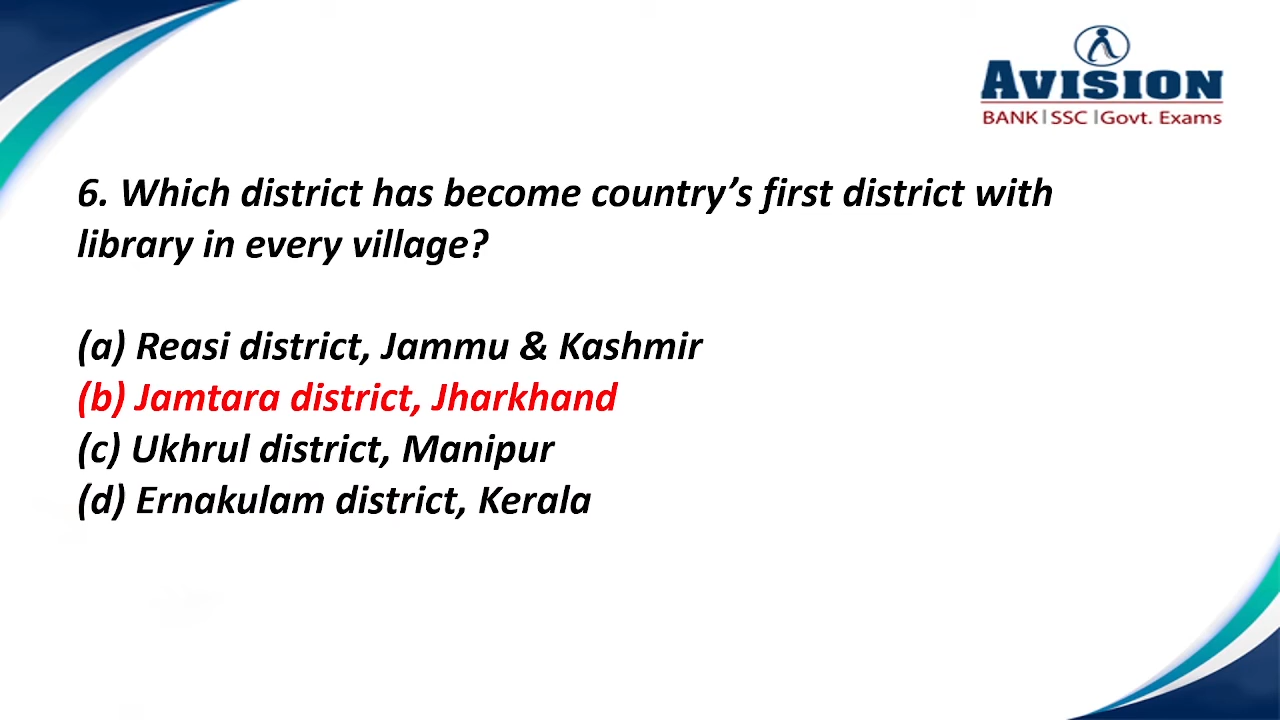 AVISION
BANK | SSC | Govt. Exams
6. Which district has become country’s first district with
library in every village?
(a) Reasi district, Jammu & Kashmir
(b) Jamtara district, Jharkhand
(c) Ukhrul district, Manipur
(d) Ernakulam district, Kerala